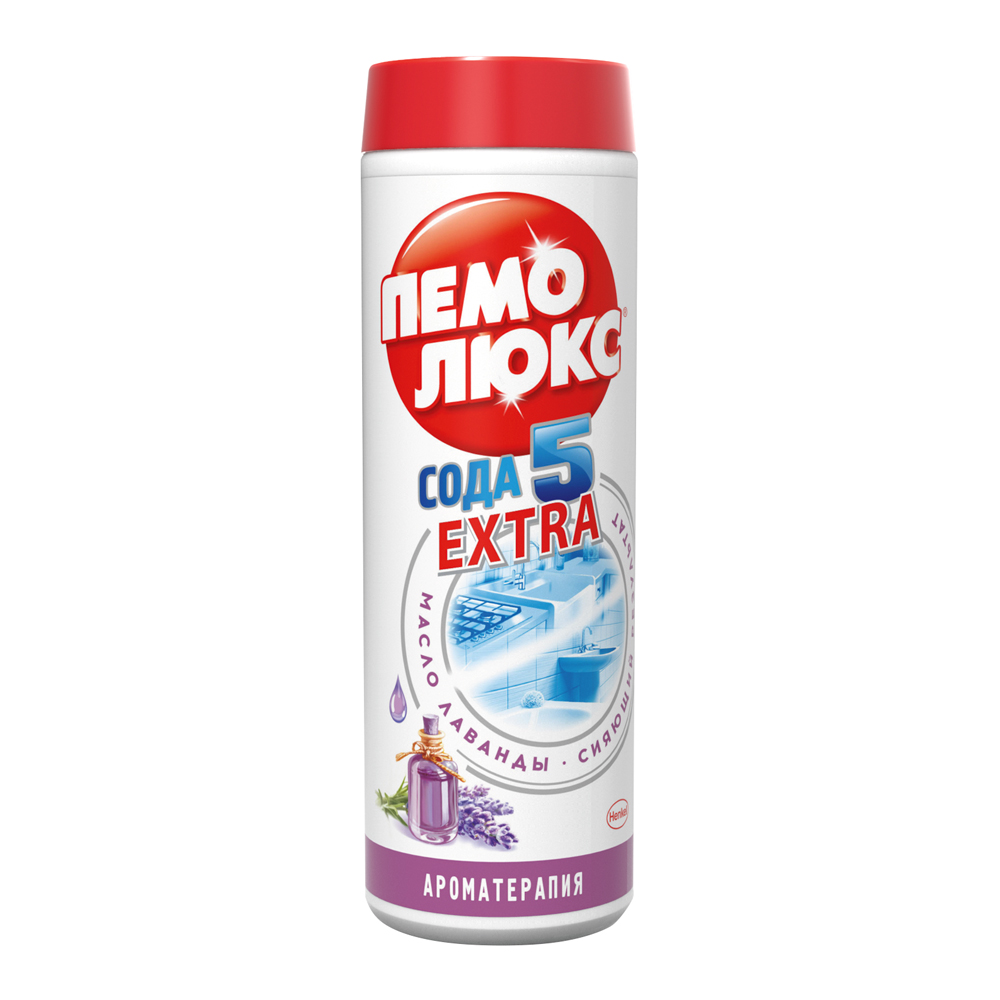 ПЕМО
ЛЮКС®
СОДА 5
EXTRA
МАСЛО ЛАВАНДЫ · СИЯЮЩИЙ РЕЗУЛЬТАТ
Henkel
АРОМАТЕРАПИЯ